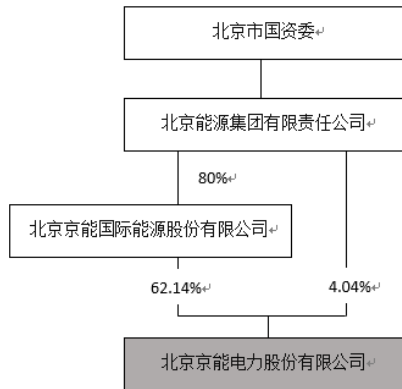 北京市国资委
北京能源集团有限责任公司
80%
北京京能国际能源股份有限公司
62.14%
4.04%
北京京能电力股份有限公司